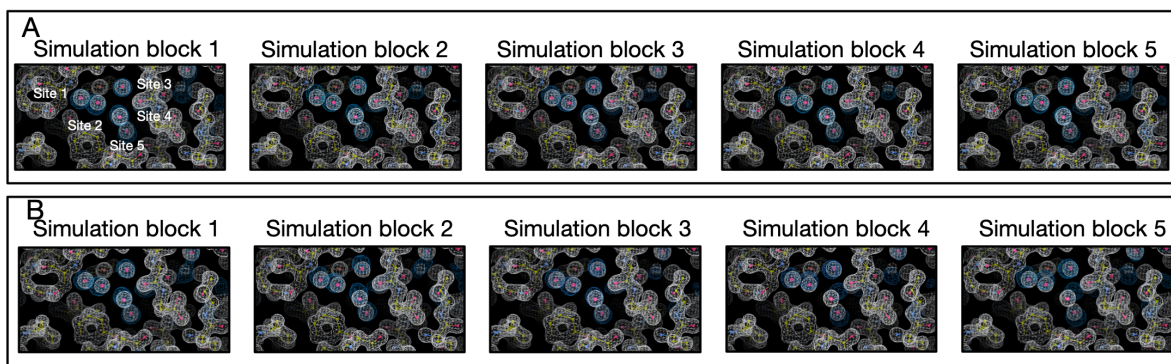 A
Simulation block 1 Simulation block 2 Simulation block 3 Simulation block 4 Simulation block 5
Site 3
Site 1
Site 4
Site 2
Site 5
B
Simulation block 1 Simulation block 2 Simulation block 3 Simulation block 4 Simulation block 5